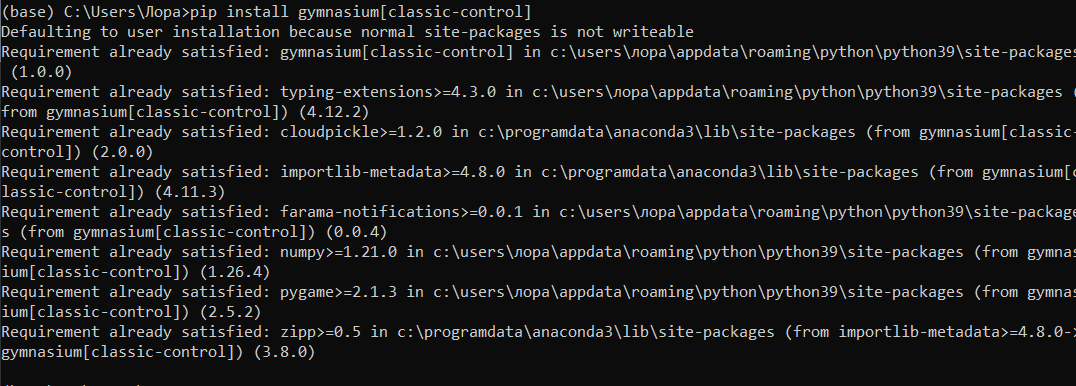 (base) C:\Users\Лора>pip install gymnasium[classic-control]
Defaulting to user installation because normal site-packages is not writeable
Requirement already satisfied: gymnasium[classic-control] in c:\users\лора\appdata\roaming\python\python39\site-packages
(1.0.0)
Requirement already satisfied: typing-extensions>=4.3.0 in c:\users\лора\appdata\roaming\python\python39\site-packages (
from gymnasium[classic-control]) (4.12.2)
Requirement already satisfied: cloudpickle>=1.2.0 in c:\programdata\anaconda3\lib\site-packages (from gymnasium[classic-
control]) (2.0.0)
Requirement already satisfied: importlib-metadata>=4.8.0 in c:\programdata\anaconda3\lib\site-packages (from gymnasium[c
lassic-control]) (4.11.3)
Requirement already satisfied: farama-notifications>=0.0.1 in c:\users\лора\appdata\roaming\python\python39\site-package
s (from gymnasium[classic-control]) (0.0.4)
Requirement already satisfied: numpy>=1.21.0 in c:\users\лора\appdata\roaming\python\python39\site-packages (from gymnas
ium[classic-control]) (1.26.4)
Requirement already satisfied: pygame>=2.1.3 in c:\users\лора\appdata\roaming\python\python39\site-packages (from gymnas
ium[classic-control]) (2.5.2)
Requirement already satisfied: zipp>=0.5 in c:\programdata\anaconda3\lib\site-packages (from importlib-metadata>=4.8.0->
gymnasium[classic-control]) (3.8.0)